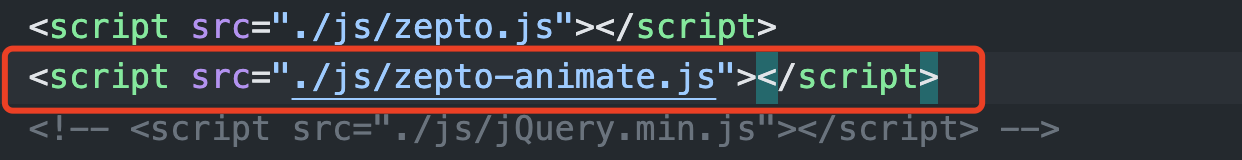 <script src="./js/zepto.js"></script>
<script src="./js/zepto-animate.js"></script>
<!-- <script src="./js/jQuery.min.js"></script> -->